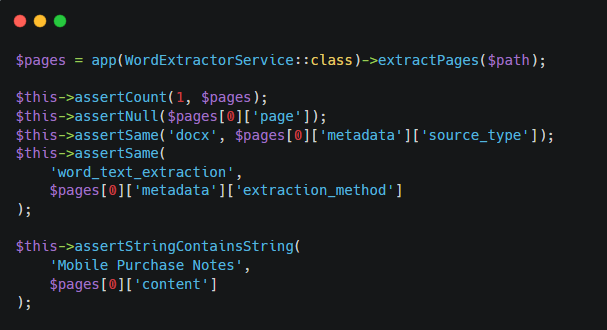 $pages = app(WordExtractorService::class)->extractPages($path);

$this->assertCount(1, $pages);
$this->assertNull($pages[0]['page']);
$this->assertSame('docx', $pages[0]['metadata']['source_type']);
$this->assertSame(
    'word_text_extraction',
    $pages[0]['metadata']['extraction_method']
);

$this->assertStringContainsString(
    'Mobile Purchase Notes',
    $pages[0]['content']
);